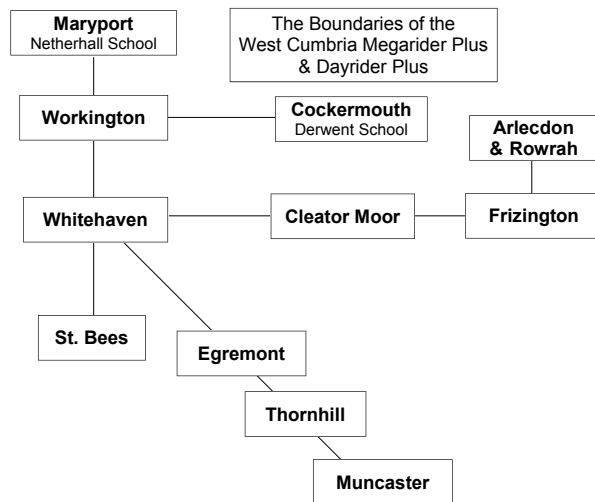 Maryport
Netherhall School
The Boundaries of the
West Cumbria Megarider Plus
& Dayrider Plus
Workington
Cockermouth
Derwent School
Arlecdon
& Rowrah
Whitehaven
Cleator Moor
Frizington
St. Bees
Egremont
Thornhill
Muncaster